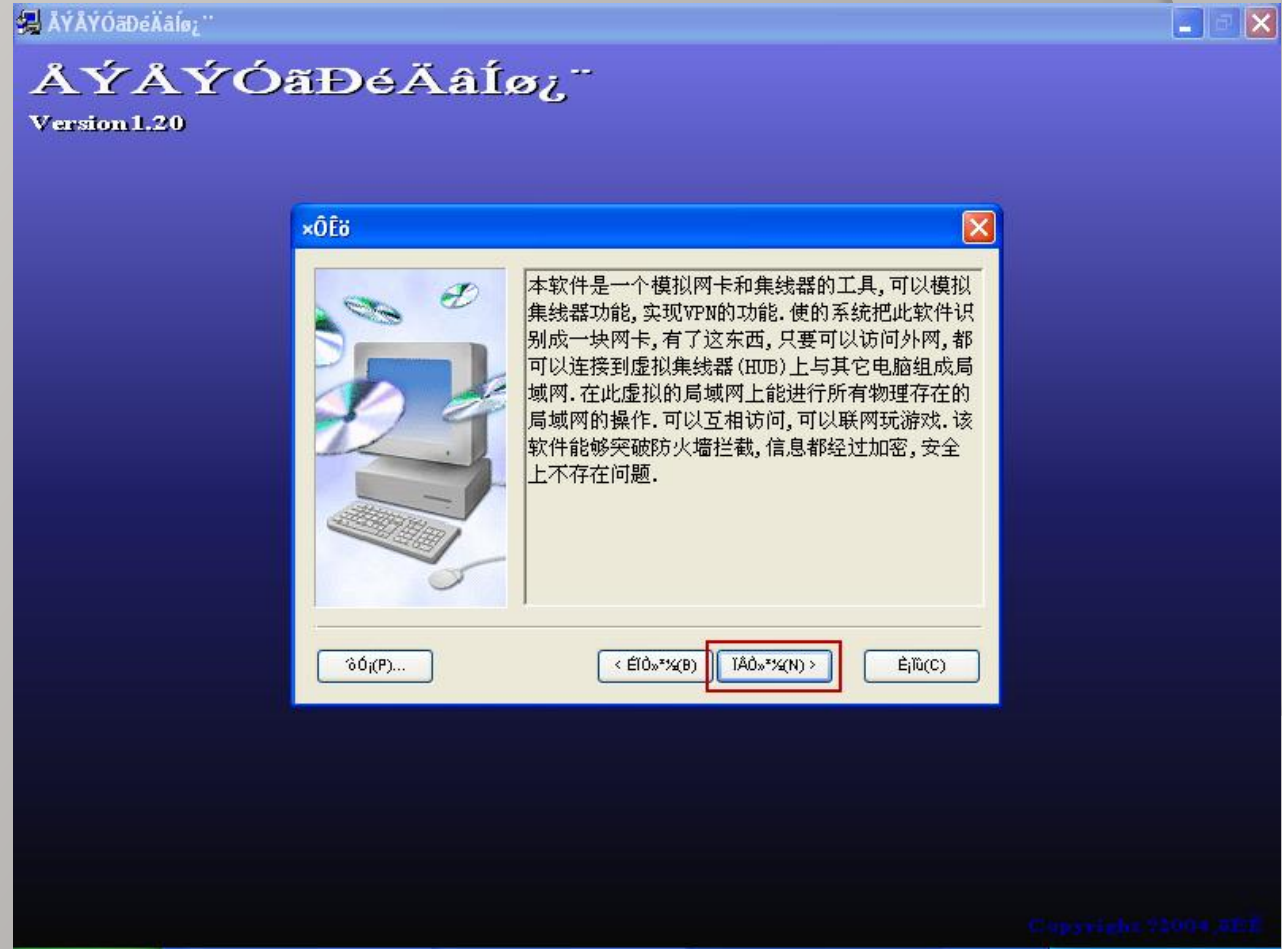 ÅÝÅÝÓãÐéÄâÍø¿¨
ÅÝÅÝÓãÐéÄâÍø¿¨
Version1.20
×ÔÊö
本软件是一个模拟网卡和集线器的工具,可以模拟
集线器功能,实现VPN的功能.使的系统把此软件识
别成一块网卡,有了这东西,只要可以访问外网,都
可以连接到虚拟集线器(HUB)上与其它电脑组成局
域网.在此虚拟的局域网上能进行所有物理存在的
局域网的操作.可以互相访问,可以联网玩游戏.该
软件能够突破防火墙拦截,信息都经过加密,安全
上不存在问题.
´òÓ¡(P)...
< ÉÏÒ»²½(B)
ÏÂÒ»²½(N) >
È¡Ïû(C)
Copyright ?2004